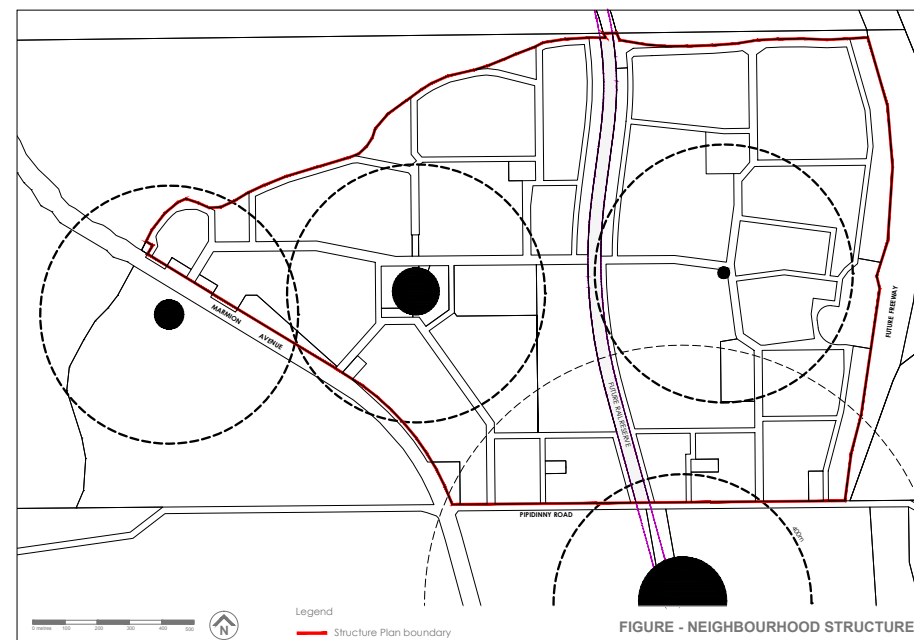 MARMION
AVENUE
FUTURE FREEWAY
FUTURE RAIL RESERVE
PIPIDINNY ROAD
400m
Legend
0 metres 100 200 300 400 500
N
Structure Plan boundary
FIGURE - NEIGHBOURHOOD STRUCTURE